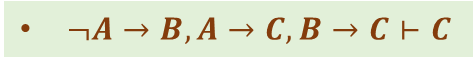 • ¬A → B, A → C, B → C ⊢ C